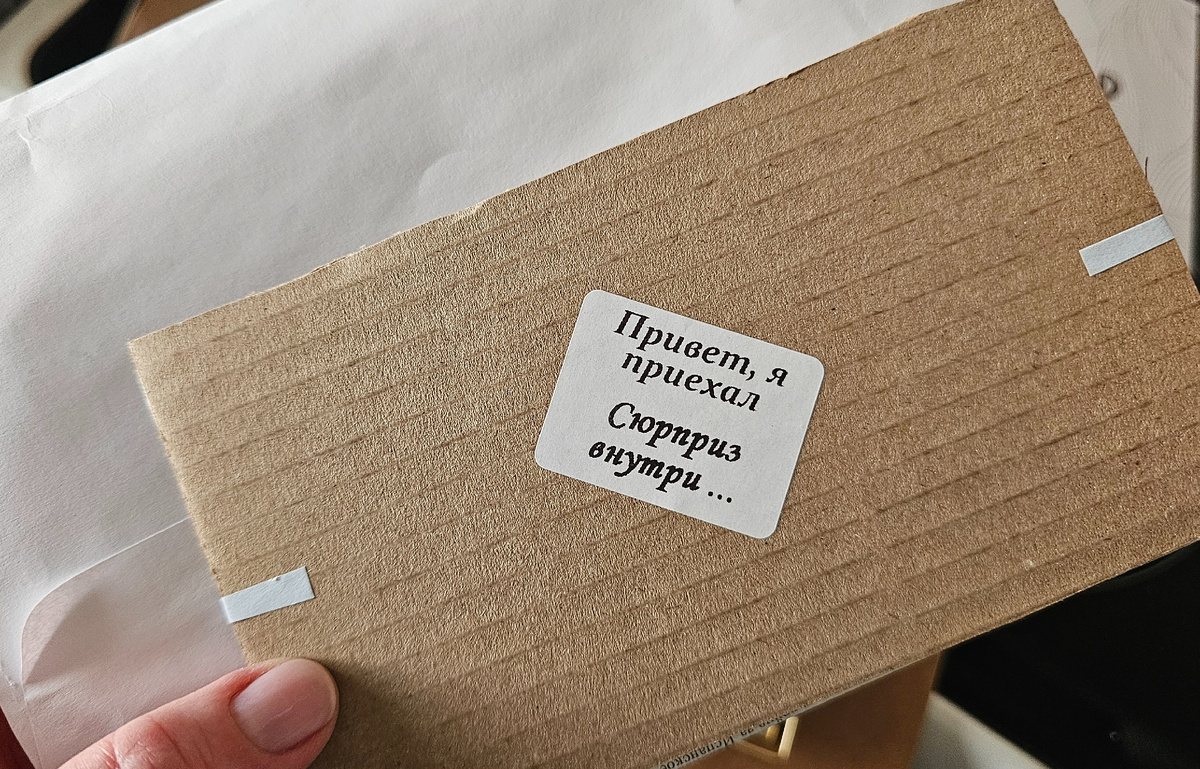 Привет, я
приехал
Сюрприз
внутри...